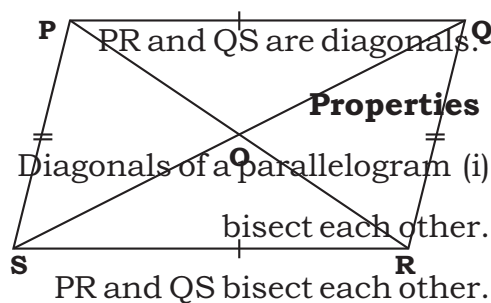 P Q
PR and QS are diagonals.
Properties
O
Diagonals of a parallelogram (i)
bisect each other.
S R
PR and QS bisect each other.